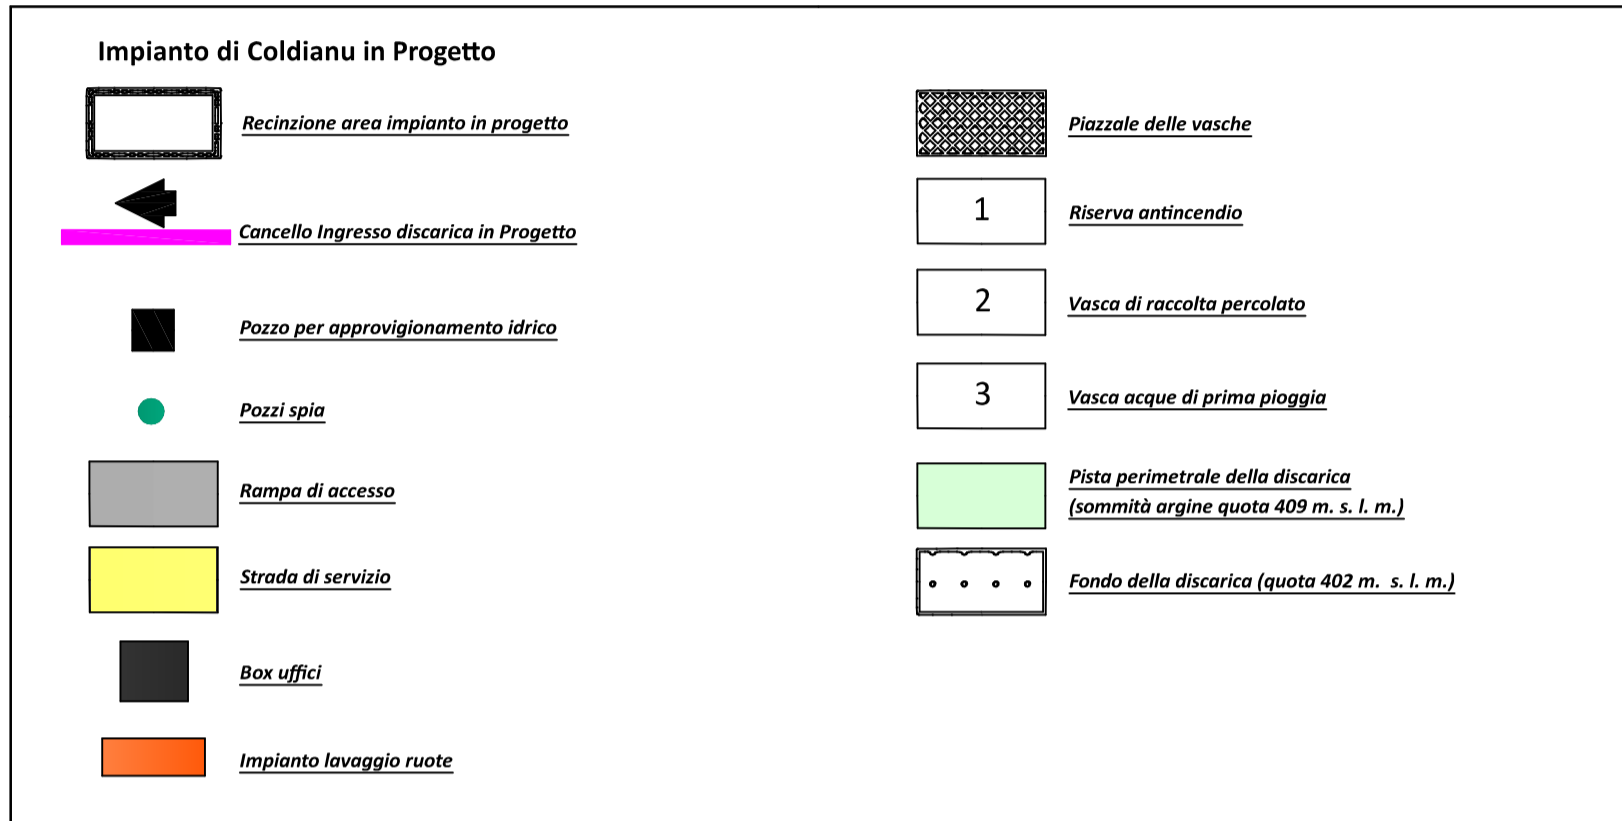 Impianto di Coldianu in Progetto
Recinzione area impianto in progetto
Cancello Ingresso discarica in Progetto
Pozzo per approvigionamento idrico
Pozzi spia
Rampa di accesso
Strada di servizio
Box uffici
Impianto lavaggio ruote
Piazzale delle vasche
1 Riserva antincendio
2 Vasca di raccolta percolato
3 Vasca acque di prima pioggia
Pista perimetrale della discarica
(sommità argine quota 409 m. s. l. m.)
Fondo della discarica (quota 402 m. s. l. m.)